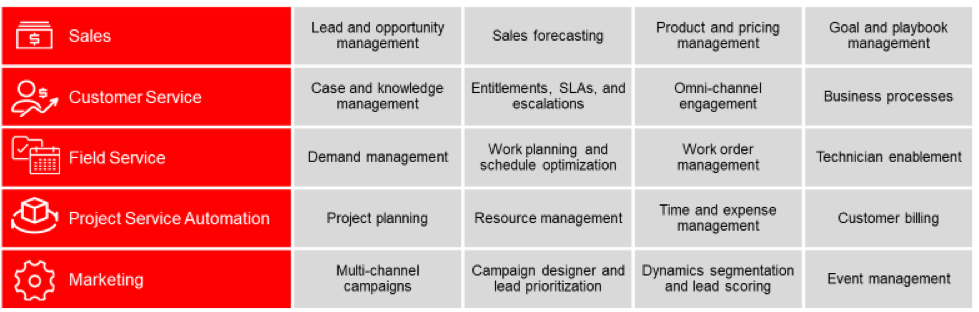 Sales
Lead and opportunity
management
Sales forecasting
Product and pricing
management
Goal and playbook
management
Customer Service
Case and knowledge
management
Entitlements, SLAs, and
escalations
Omni-channel
engagement
Business processes
Field Service
Demand management
Work planning and
schedule optimization
Work order
management
Technician enablement
Project Service Automation
Project planning
Resource management
Time and expense
management
Customer billing
Marketing
Multi-channel
campaigns
Campaign designer and
lead prioritization
Dynamics segmentation
and lead scoring
Event management